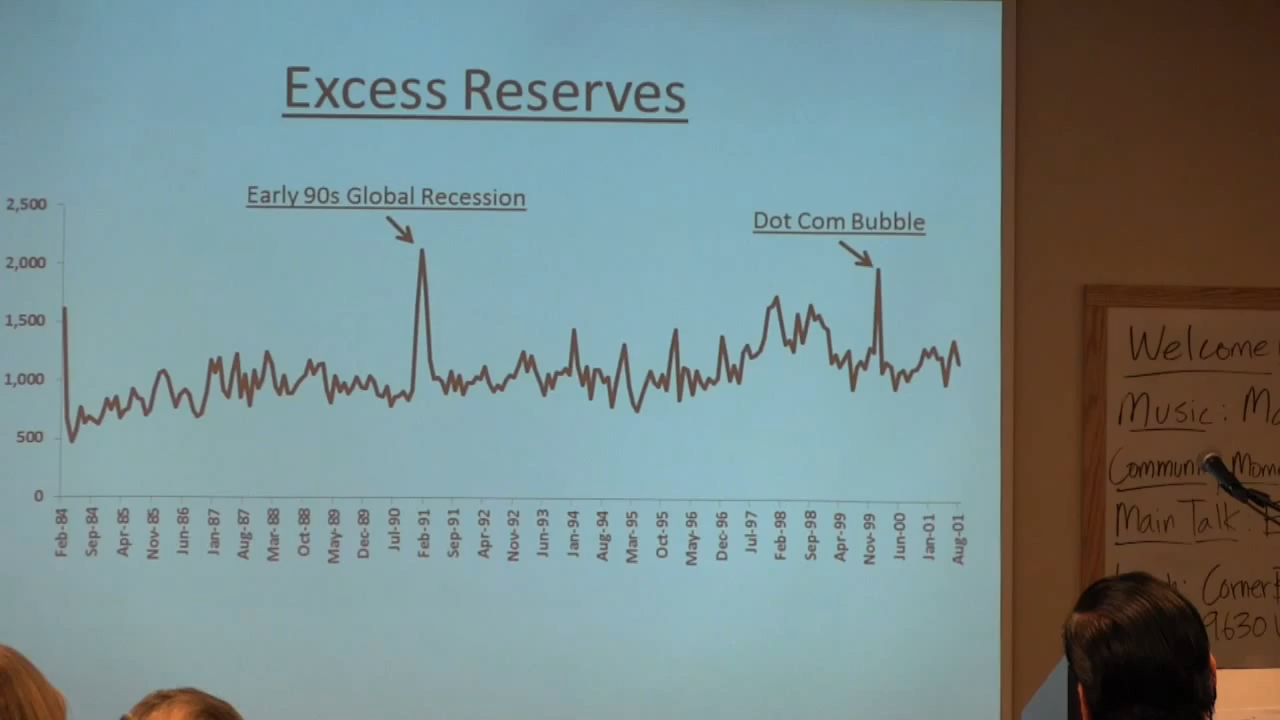 Excess Reserves
Early 90s Global Recession
Dot Com Bubble
2,500
2,000
1,500
1,000
500
0
Feb-84
Sep-84
Apr-85
Nov-85
Jun-86
Jan-87
Aug-87
Mar-88
Oct-88
May-89
Dec-89
Jul-90
Feb-91
Sep-91
Apr-92
Nov-92
Jun-93
Jan-94
Aug-94
Mar-95
Oct-95
May-96
Dec-96
Jul-97
Feb-98
Sep-98
Apr-99
Nov-99
Jun-00
Jan-01
Aug-01
Welcome
Music:
Main Talk:
Corner
9630